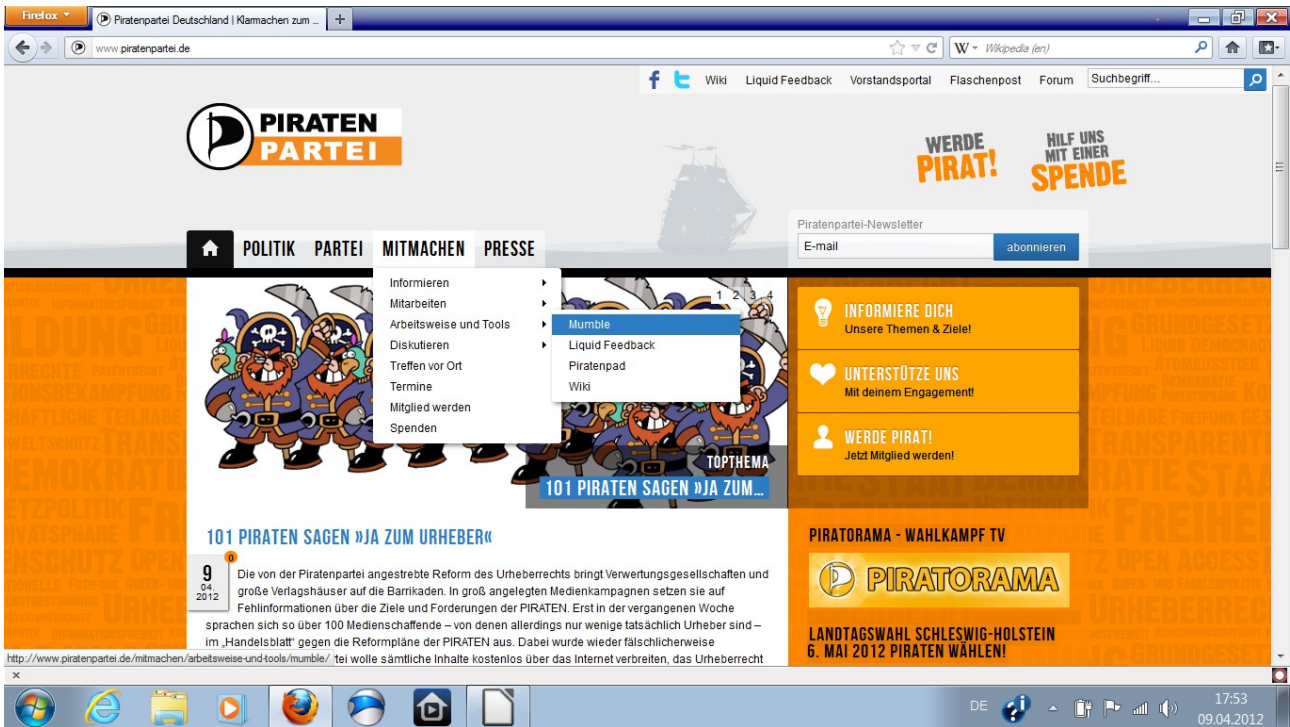 Firefox
Piratenpartei Deutschland | Klarmachen zum ...
www.piratenpartei.de
W
Wikipedia (en)
Wiki Liquid Feedback Vorstandsportal Flaschenpost Forum Suchbegriff...
PIRATEN
PARTEI
WERDE
PIRAT!
HILF UNS
MIT EINER
SPENDE
Piratenpartei-Newsletter
E-mail
abonnieren
POLITIK PARTEI MITMACHEN PRESSE
Informieren
Mitarbeiten
Arbeitsweise und Tools
Diskutieren
Treffen vor Ort
Termine
Mitglied werden
Spenden
Mumble
Liquid Feedback
Piratenpad
Wiki
1 2 3 4
TOPTHEMA
101 PIRATEN SAGEN »JA ZUM...
INFORMIERE DICH
Unsere Themen & Ziele!
UNTERSTÜTZE UNS
Mit deinem Engagement!
WERDE PIRAT!
Jetzt Mitglied werden!
101 PIRATEN SAGEN »JA ZUM URHEBER«
0
9
04.
2012
Die von der Piratenpartei angestrebte Reform des Urheberrechts bringt Verwertungsgesellschaften und
große Verlagshäuser auf die Barrikaden. In groß angelegten Medienkampagnen setzen sie auf
Fehlinformationen über die Ziele und Forderungen der PIRATEN. Erst in der vergangenen Woche
sprachen sich so über 100 Medienschaffende – von denen allerdings nur wenige tatsächlich Urheber sind –
im „Handelsblatt" gegen die Reformpläne der PIRATEN aus. Dabei wurde wieder fälschlicherweise
tei wolle sämtliche Inhalte kostenlos über das Internet verbreiten, das Urheberrecht
PIRATORAMA - WAHLKAMPF TV
PIRATORAMA
LANDTAGSWAHL SCHLESWIG-HOLSTEIN
6. MAI 2012 PIRATEN WÄHLEN!
http://www.piratenpartei.de/mitmachen/arbeitsweise-und-tools/mumble/
DE
17:53
09.04.2012